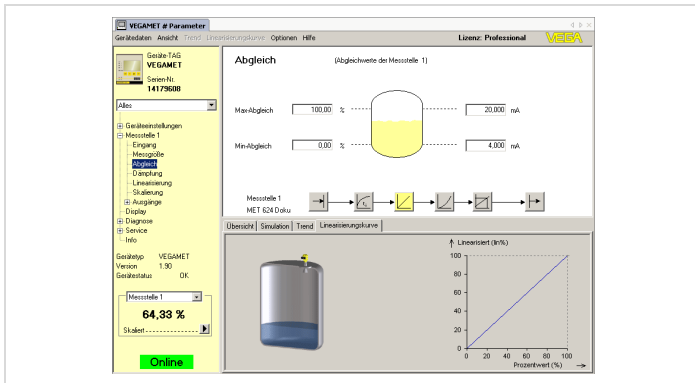 VEGAMET # Parameter
Gerätedaten Ansicht Trend Linearisierungskurve Optionen Hilfe
Lizenz: Professional
VEGA
Geräte-TAG
VEGAMET
Serien-Nr.
14179608
Alles
Geräteeinstellungen
Messstelle 1
Eingang
Messgröße
Abgleich
Dämpfung
Linearisierung
Skalierung
Ausgänge
Display
Diagnose
Service
Info
Gerätetyp VEGAMET
Version 1.90
Gerätestatus OK
Messstelle 1
64,33 %
Skaliert
Online
Abgleich
(Abgleichwerte der Messstelle 1)
Max-Abgleich 100,00 % 20,000 mA
Min-Abgleich 0,00 % 4,000 mA
Messstelle 1
MET 624 Doku
Übersicht Simulation Trend Linearisierungskurve
Linearisiert (lin%)
100
80
60
40
20
0
0 20 40 60 80 100
Prozentwert (%)